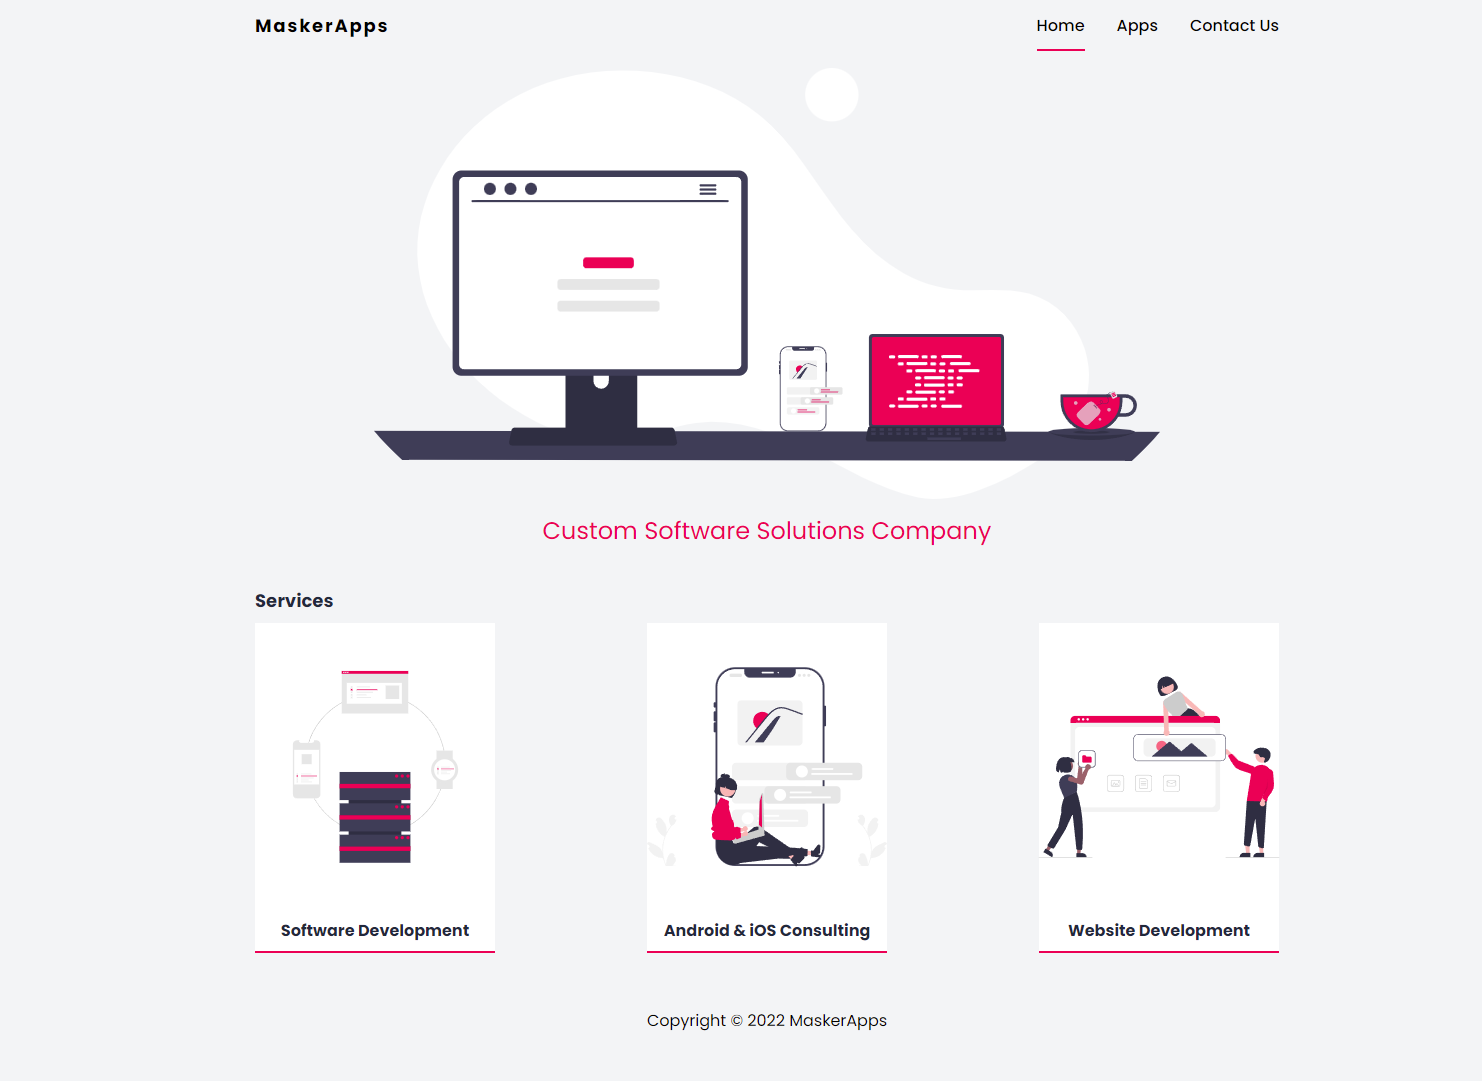 MaskerApps
Home
Apps
Contact Us
Custom Software Solutions Company
Services
Software Development
Android & iOS Consulting
Website Development
Copyright © 2022 MaskerApps